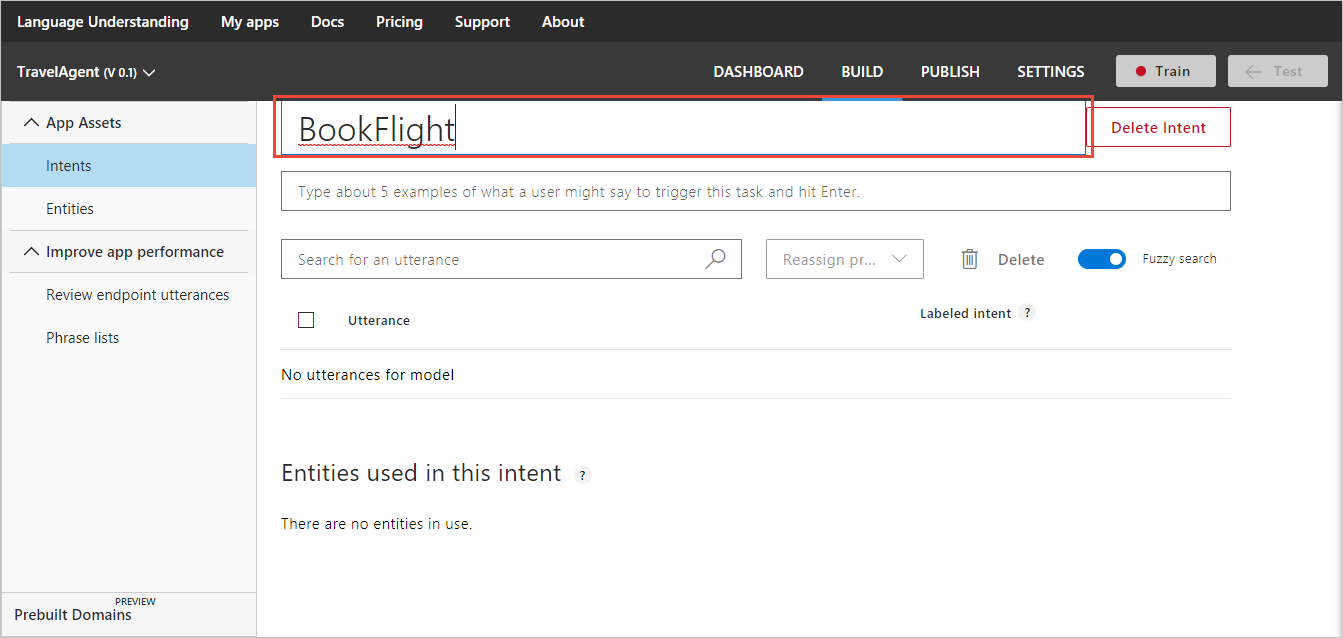 Language Understanding My apps Docs Pricing Support About
TravelAgent (V 0.1) DASHBOARD BUILD PUBLISH SETTINGS Train Test
App Assets
BookFlight
Delete Intent
Intents
Type about 5 examples of what a user might say to trigger this task and hit Enter.
Entities
Improve app performance
Search for an utterance Reassign pr... Delete Fuzzy search
Review endpoint utterances
Utterance Labeled intent ?
Phrase lists
No utterances for model
Entities used in this intent ?
There are no entities in use.
PREVIEW
Prebuilt Domains